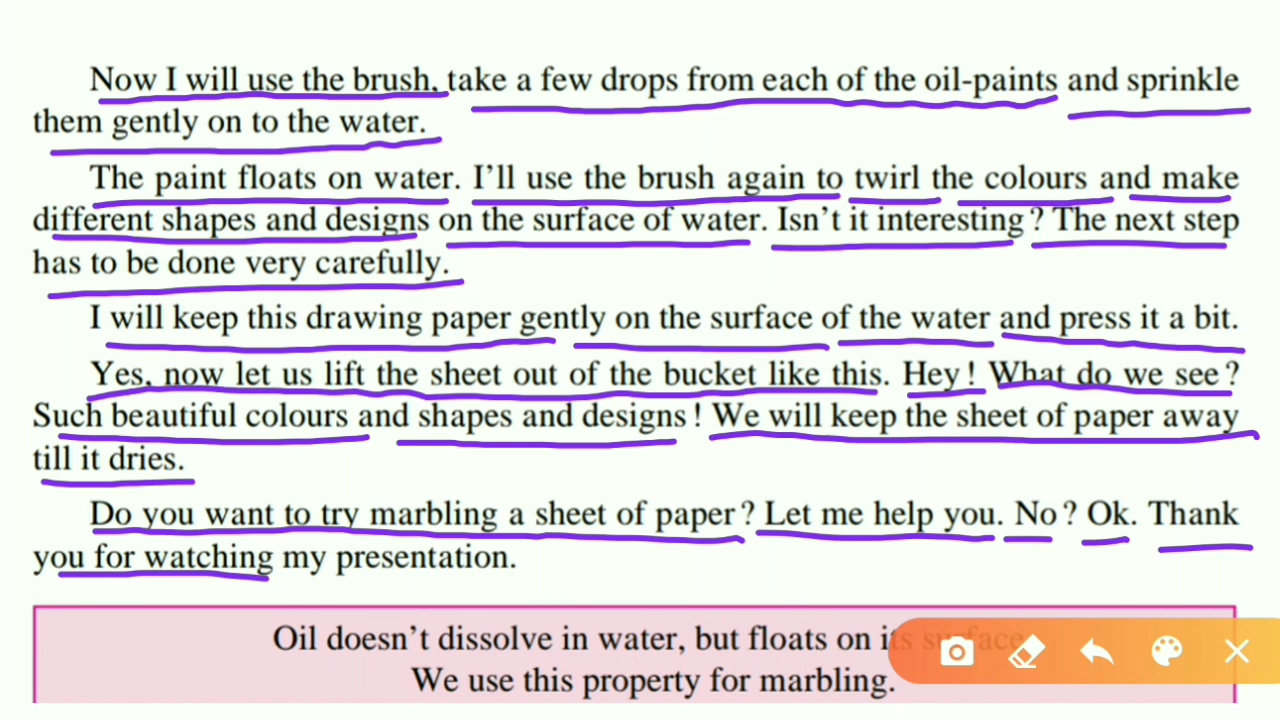 Now I will use the brush, take a few drops from each of the oil-paints and sprinkle
them gently on to the water.
The paint floats on water. I’ll use the brush again to twirl the colours and make
different shapes and designs on the surface of water. Isn’t it interesting? The next step
has to be done very carefully.
I will keep this drawing paper gently on the surface of the water and press it a bit.
Yes, now let us lift the sheet out of the bucket like this. Hey! What do we see?
Such beautiful colours and shapes and designs! We will keep the sheet of paper away
till it dries.
Do you want to try marbling a sheet of paper? Let me help you. No? Ok. Thank
you for watching my presentation.
Oil doesn’t dissolve in water, but floats on its surface
We use this property for marbling.